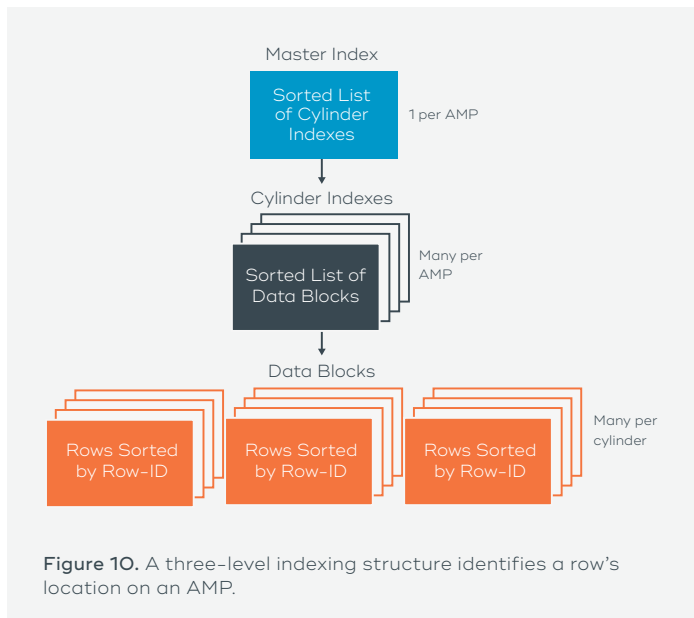 Master Index
Sorted List
of Cylinder
Indexes
1 per AMP
Cylinder Indexes
Sorted List of
Data Blocks
Many per
AMP
Data Blocks
Rows Sorted
by Row-ID
Rows Sorted
by Row-ID
Rows Sorted
by Row-ID
Many per
cylinder
Figure 10. A three-level indexing structure identifies a row's
location on an AMP.